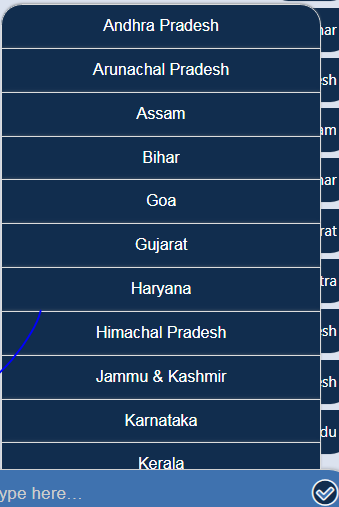 Andhra Pradesh
Arunachal Pradesh
Assam
Bihar
Goa
Gujarat
Haryana
Himachal Pradesh
Jammu & Kashmir
Karnataka
Kerala
ype here...